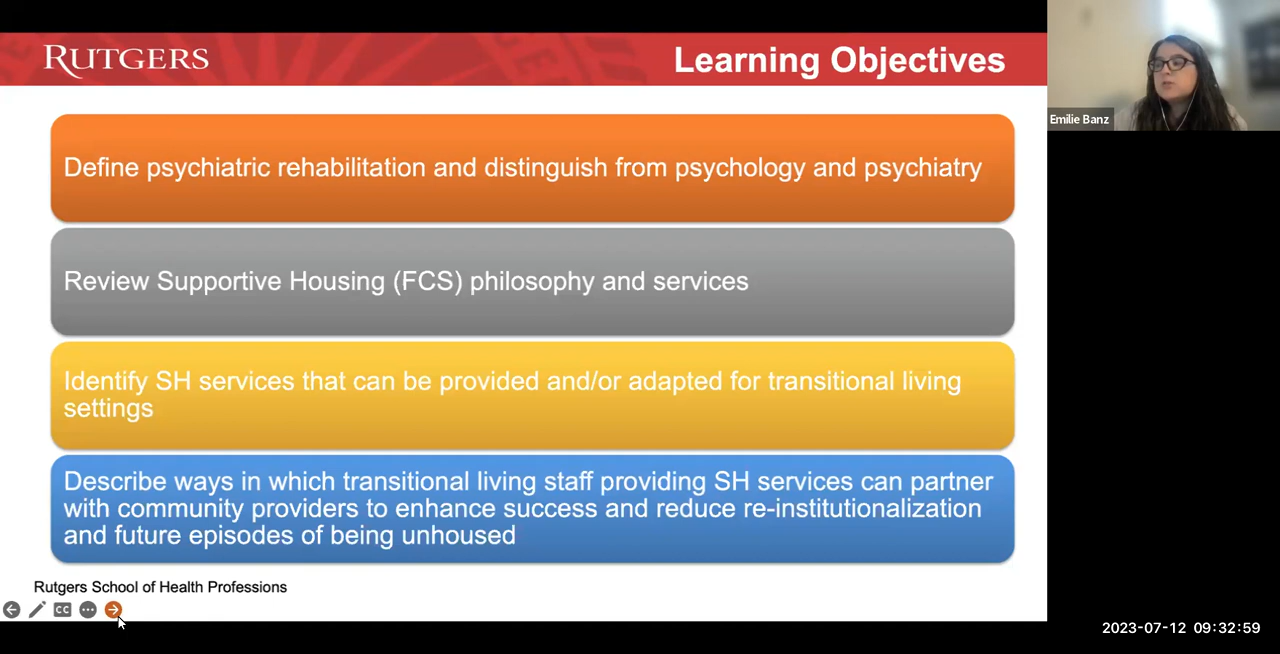 RUTGERS
Learning Objectives
Emilie Banz
Define psychiatric rehabilitation and distinguish from psychology and psychiatry
Review Supportive Housing (FCS) philosophy and services
Identify SH services that can be provided and/or adapted for transitional living
settings
Describe ways in which transitional living staff providing SH services can partner
with community providers to enhance success and reduce re-institutionalization
and future episodes of being unhoused
Rutgers School of Health Professions
CC
2023-07-12 09:32:59